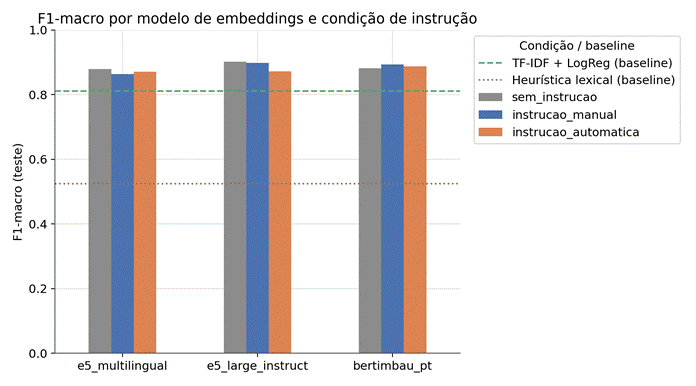 F1-macro por modelo de embeddings e condição de instrução
F1-macro (teste)
1.0
0.8
0.6
0.4
0.2
0.0
e5_multilingual
e5_large_instruct
bertimbau_pt
Condição / baseline
TF-IDF + LogReg (baseline)
Heurística lexical (baseline)
sem_instrucao
instrucao_manual
instrucao_automatica